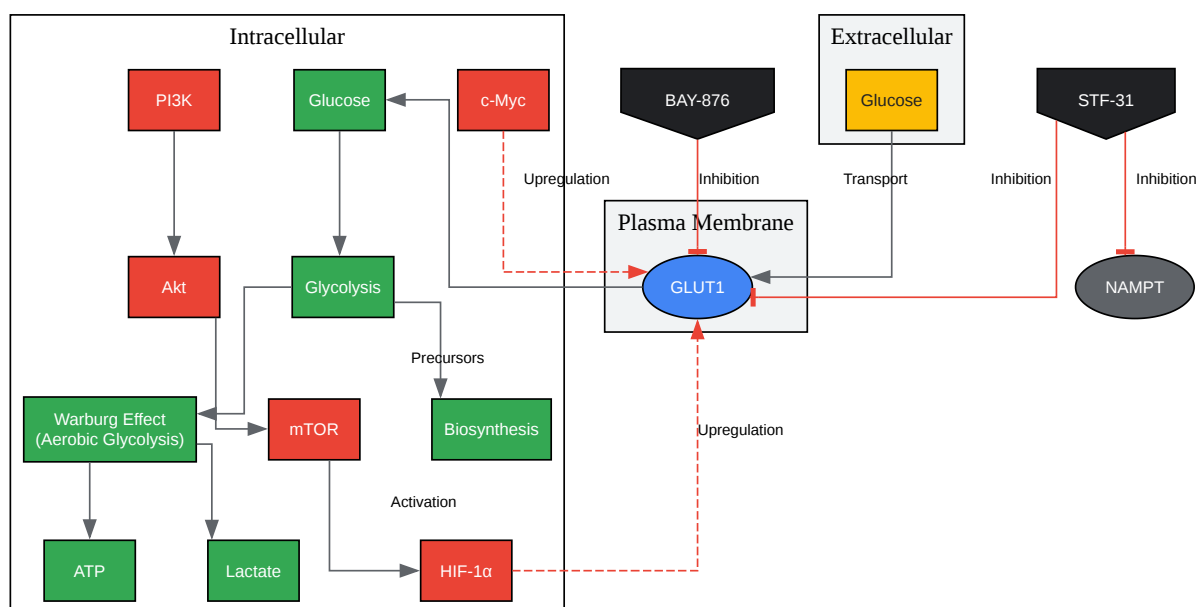 Intracellular
Extracellular
PI3K
Glucose
c-Myc
BAY-876
Glucose
STF-31
Upregulation
Inhibition
Transport
Inhibition
Inhibition
Plasma Membrane
Akt
Glycolysis
GLUT1
NAMPT
Precursors
Warburg Effect
(Aerobic Glycolysis)
mTOR
Biosynthesis
Upregulation
Activation
ATP
Lactate
HIF-1α